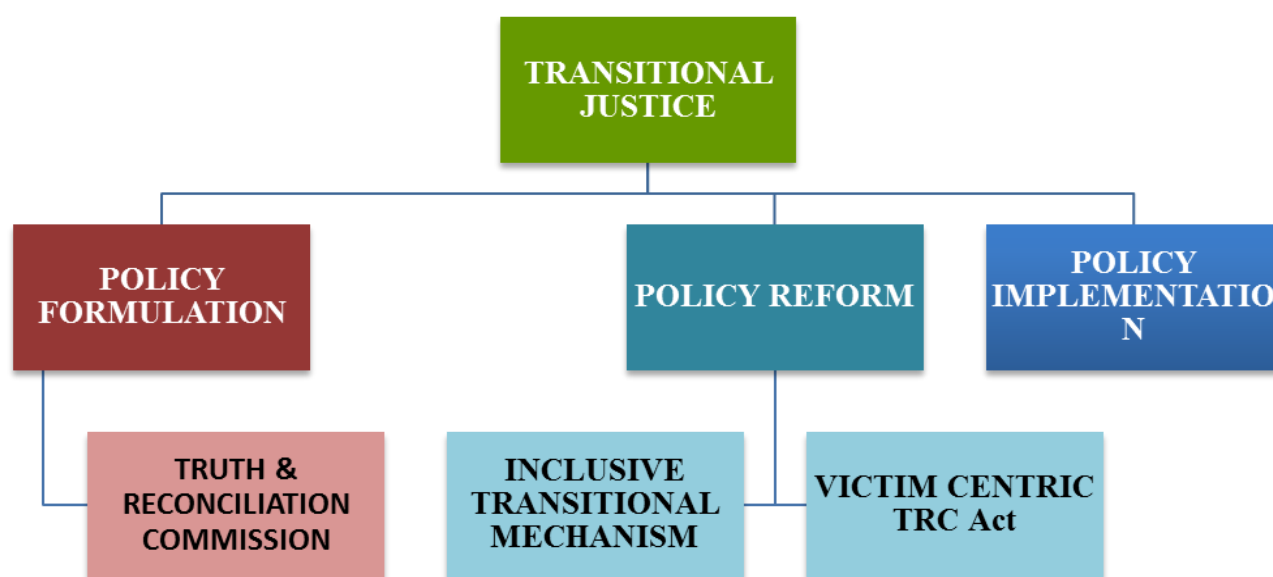 TRANSITIONAL
JUSTICE
POLICY
FORMULATION
POLICY REFORM
POLICY
IMPLEMENTATIO
N
TRUTH &
RECONCILIATION
COMMISSION
INCLUSIVE
TRANSITIONAL
MECHANISM
VICTIM CENTRIC
TRC Act